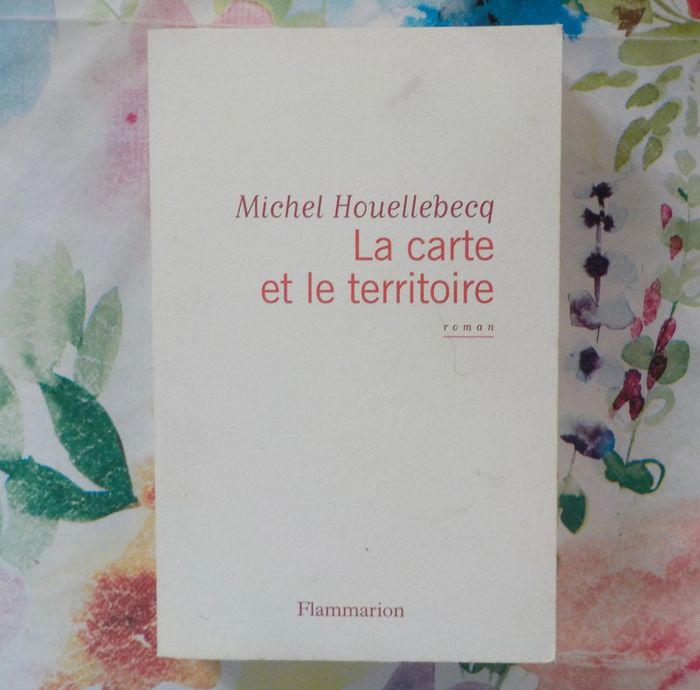 Michel Houellebecq
La carte
et le territoire
roman
Flammarion